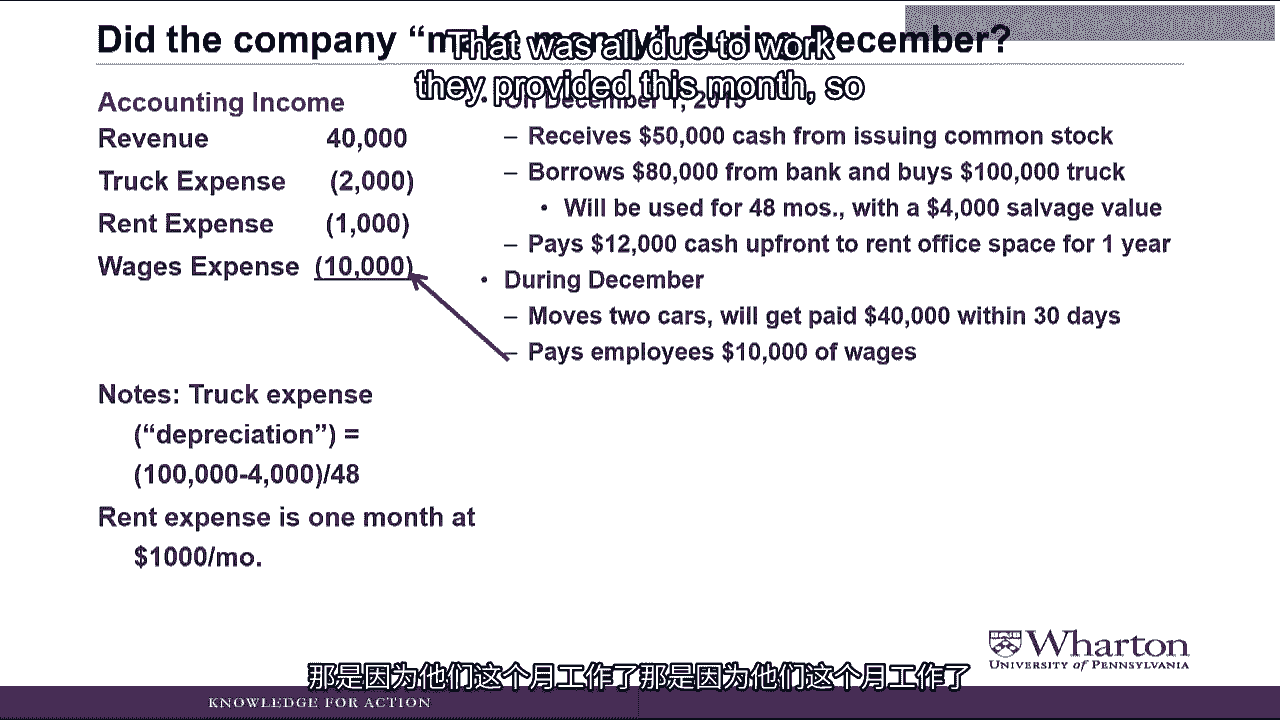 Did the company “make money” during December?
That was all due to work
they provided this month, so
Accounting Income
Revenue 40,000
Truck Expense (2,000)
Rent Expense (1,000)
Wages Expense (10,000)
Notes: Truck expense
(“depreciation”) =
(100,000-4,000)/48
Rent expense is one month at
$1000/mo.
• On December 1, 2015
– Receives $50,000 cash from issuing common stock
– Borrows $80,000 from bank and buys $100,000 truck
• Will be used for 48 mos., with a $4,000 salvage value
– Pays $12,000 cash upfront to rent office space for 1 year
• During December
– Moves two cars, will get paid $40,000 within 30 days
– Pays employees $10,000 of wages
Wharton
UNIVERSITY of PENNSYLVANIA
那是因为他们这个月工作了那是因为他们这个月工作了
KNOWLEDGE FOR ACTION